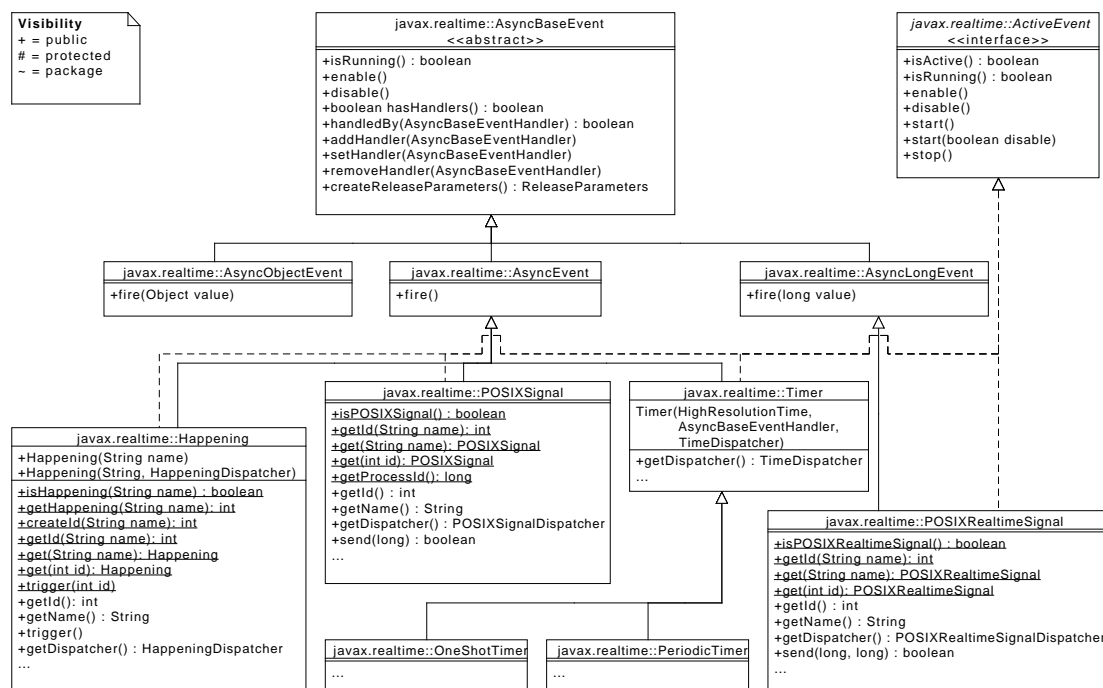 Visibility
+ = public
# = protected
~ = package
javax.realtime::AsyncBaseEvent
<<abstract>>
+isRunning() : boolean
+enable()
+disable()
+boolean hasHandlers() : boolean
+handledBy(AsyncBaseEventHandler) : boolean
+addHandler(AsyncBaseEventHandler)
+setHandler(AsyncBaseEventHandler)
+removeHandler(AsyncBaseEventHandler)
+createReleaseParameters() : ReleaseParameters
javax.realtime::ActiveEvent
<<interface>>
+isActive() : boolean
+isRunning() : boolean
+enable()
+disable()
+start()
+start(boolean disable)
+stop()
javax.realtime::AsyncObjectEvent
+fire(Object value)
javax.realtime::AsyncEvent
+fire()
javax.realtime::AsyncLongEvent
+fire(long value)
javax.realtime::Happening
+Happening(String name)
+Happening(String, HappeningDispatcher)
+isHappening(String name) : boolean
+getHappening(String name): int
+createId(String name): int
+getId(String name): int
+get(String name): Happening
+get(int id): Happening
+trigger(int id)
+getId(): int
+getName() : String
+trigger()
+getDispatcher() : HappeningDispatcher
...
javax.realtime::POSIXSignal
+isPOSIXSignal() : boolean
+getId(String name): int
+get(String name): POSIXSignal
+get(int id): POSIXSignal
+getProcessId(): long
+getId() : int
+getName() : String
+getDispatcher() : POSIXSignalDispatcher
+send(long) : boolean
...
javax.realtime::Timer
Timer(HighResolutionTime,
AsyncBaseEventHandler,
TimeDispatcher)
+getDispatcher() : TimeDispatcher
...
javax.realtime::POSIXRealtimeSignal
+isPOSIXRealtimeSignal() : boolean
+getId(String name): int
+get(String name): POSIXRealtimeSignal
+get(int id): POSIXRealtimeSignal
+getId() : int
+getName() : String
+getDispatcher() : POSIXRealtimeSignalDispatcher
+send(long, long) : boolean
...
javax.realtime::OneShotTimer
...
javax.realtime::PeriodicTimer
...